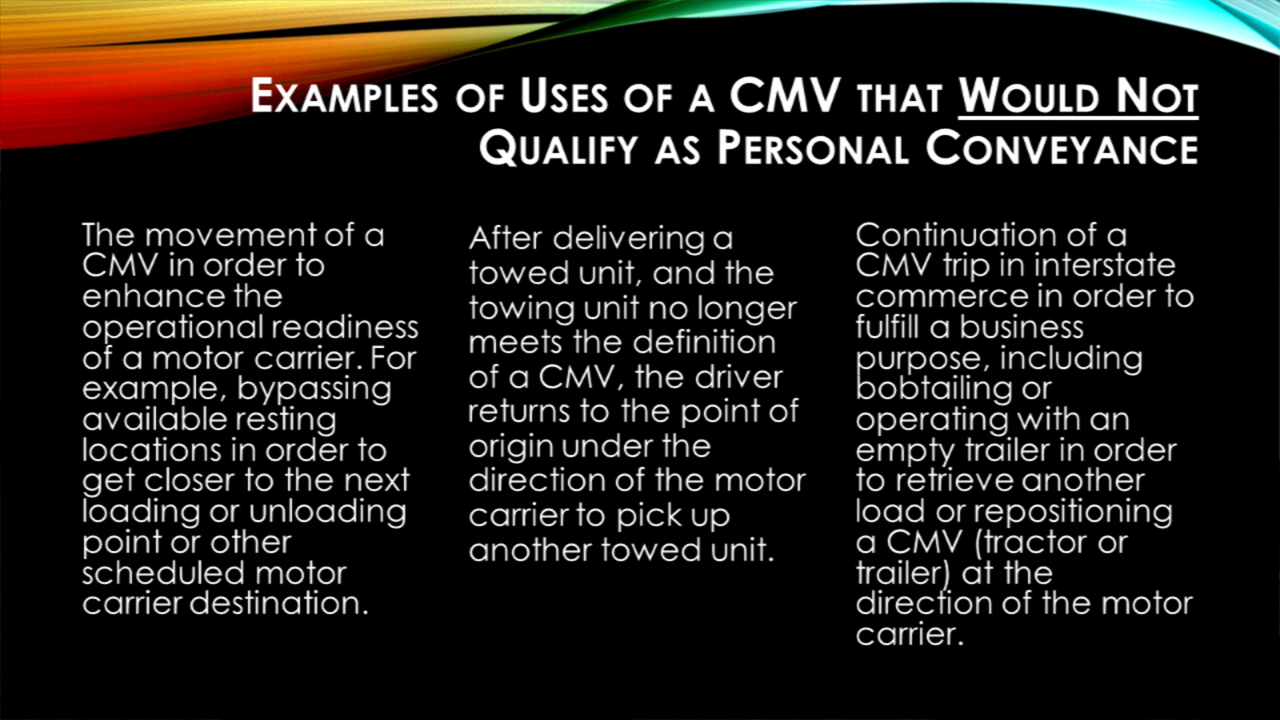 Examples of Uses of a CMV that Would Not
Qualify as Personal Conveyance
The movement of a
CMV in order to
enhance the
operational readiness
of a motor carrier. For
example, bypassing
available resting
locations in order to
get closer to the next
loading or unloading
point or other
scheduled motor
carrier destination.
After delivering a
towed unit, and the
towing unit no longer
meets the definition
of a CMV, the driver
returns to the point of
origin under the
direction of the motor
carrier to pick up
another towed unit.
Continuation of a
CMV trip in interstate
commerce in order to
fulfill a business
purpose, including
bobtailing or
operating with an
empty trailer in order
to retrieve another
load or repositioning
a CMV (tractor or
trailer) at the
direction of the motor
carrier.